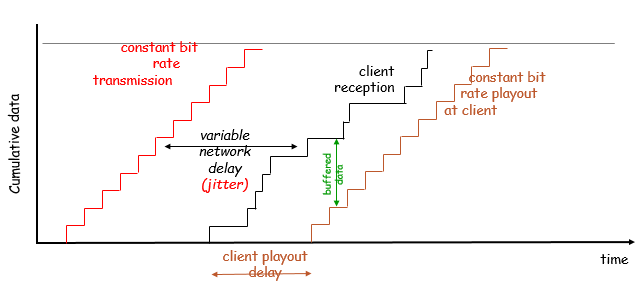 constant bit
rate
transmission
client
reception
constant bit
rate playout
at client
variable
network
delay
(jitter)
buffered
data
Cumulative data
time
client playout
delay